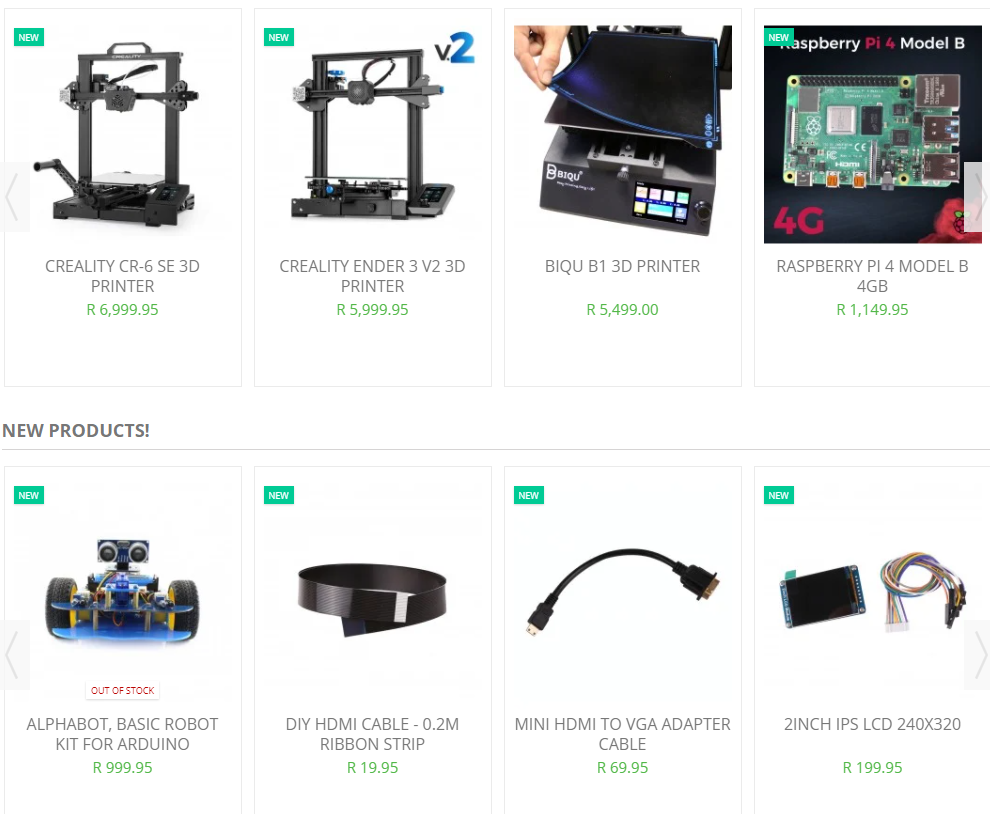 NEW
NEW
NEW
CREALITY
v.2
BIQU
Raspberry Pi 4 Model B
HDMI
4G
CREALITY CR-6 SE 3D
PRINTER
R 6,999.95
CREALITY ENDER 3 V2 3D
PRINTER
R 5,999.95
BIQU B1 3D PRINTER
R 5,499.00
RASPBERRY PI 4 MODEL B
4GB
R 1,149.95
NEW PRODUCTS!
NEW
NEW
NEW
NEW
OUT OF STOCK
ALPHABOT, BASIC ROBOT
KIT FOR ARDUINO
R 999.95
DIY HDMI CABLE - 0.2M
RIBBON STRIP
R 19.95
MINI HDMI TO VGA ADAPTER
CABLE
R 69.95
2INCH IPS LCD 240X320
R 199.95